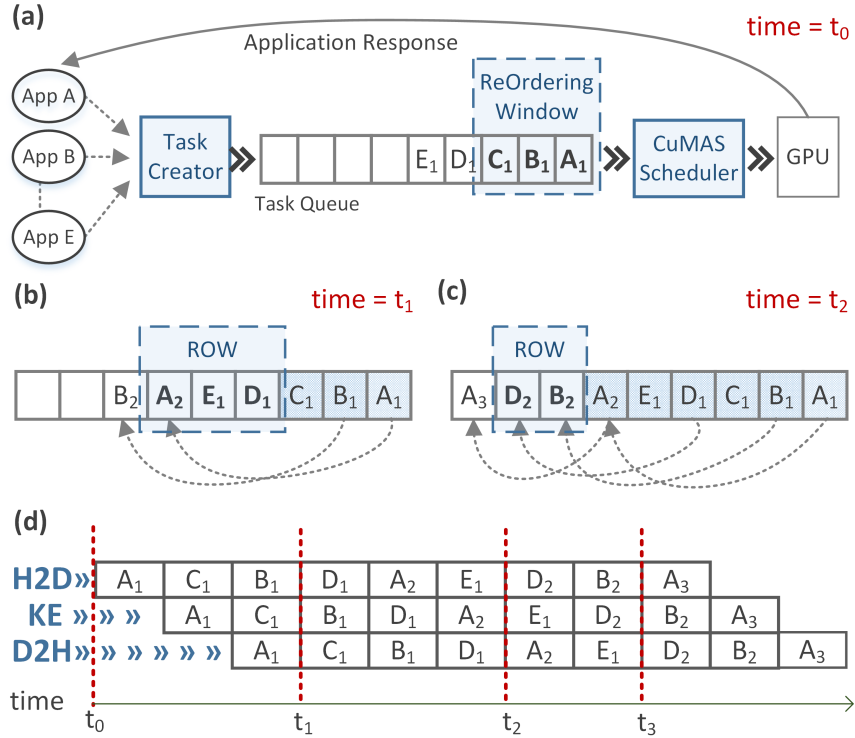 (a)
Application Response
time = t₀
App A
App B
App E
Task
Creator
E₁ D₁ C₁ B₁ A₁
Task Queue
ReOrdering
Window
CuMAS
Scheduler
GPU
(b)
time = t₁
ROW
B₂ A₂ E₁ D₁ C₁ B₁ A₁
(c)
time = t₂
ROW
A₃ D₂ B₂ A₂ E₁ D₁ C₁ B₁ A₁
(d)
H2D» A₁ C₁ B₁ D₁ A₂ E₁ D₂ B₂ A₃
KE » » » A₁ C₁ B₁ D₁ A₂ E₁ D₂ B₂ A₃
D2H» » » » » » A₁ C₁ B₁ D₁ A₂ E₁ D₂ B₂ A₃
time
t₀ t₁ t₂ t₃